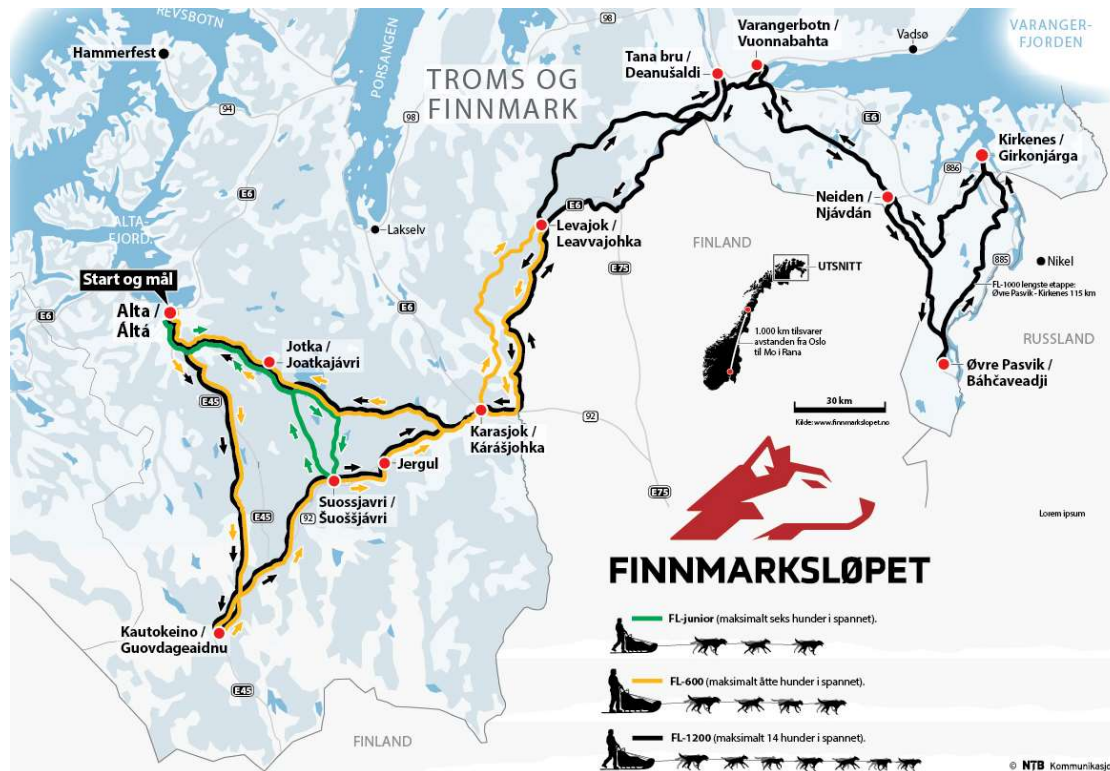 REVSBOTN
Hammerfest
94
PORSANGEN
98
98
TROMS OG
FINNMARK
Tana bru /
Deanušaldi
Varangerbotn /
Vuonnabahta
Vadsø
VARANGER-
FJORDEN
E6
Kirkenes /
Girkonjárga
886
E6
ALTA-
FJORD.
Lakselv
E6
Levajok /
Leavvajohka
Neiden /
Njávdán
FINLAND
885
Nikel
E75
UTSNITT
FL-1000 lengste etappe:
Øvre Pasvik - Kirkenes 115 km
Start og mål
Alta /
Áltá
E6
RUSSLAND
1.000 km tilsvarer
avstanden fra Oslo
til Mo i Rana
Jotka /
Joatkajávri
Øvre Pasvik /
Báhčaveadji
E45
30 km
Kilde: www.finnmarkslopet.no
Karasjok /
Kárášjohka
92
Jergul
Suossjavri /
Šuoššjávri
E75
E45
92
Lorem ipsum
FINNMARKSLØPET
Kautokeino /
Guovdageaidnu
FL-junior (maksimalt seks hunder i spannet).
E45
FL-600 (maksimalt åtte hunder i spannet).
FINLAND
FL-1200 (maksimalt 14 hunder i spannet).
© NTB Kommunikasjo